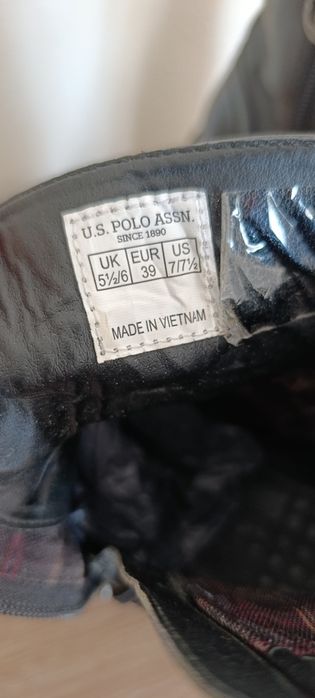 U.S. POLO ASSN.
SINCE 1890
UK EUR US
5½/6 39 7/7½
MADE IN VIETNAM